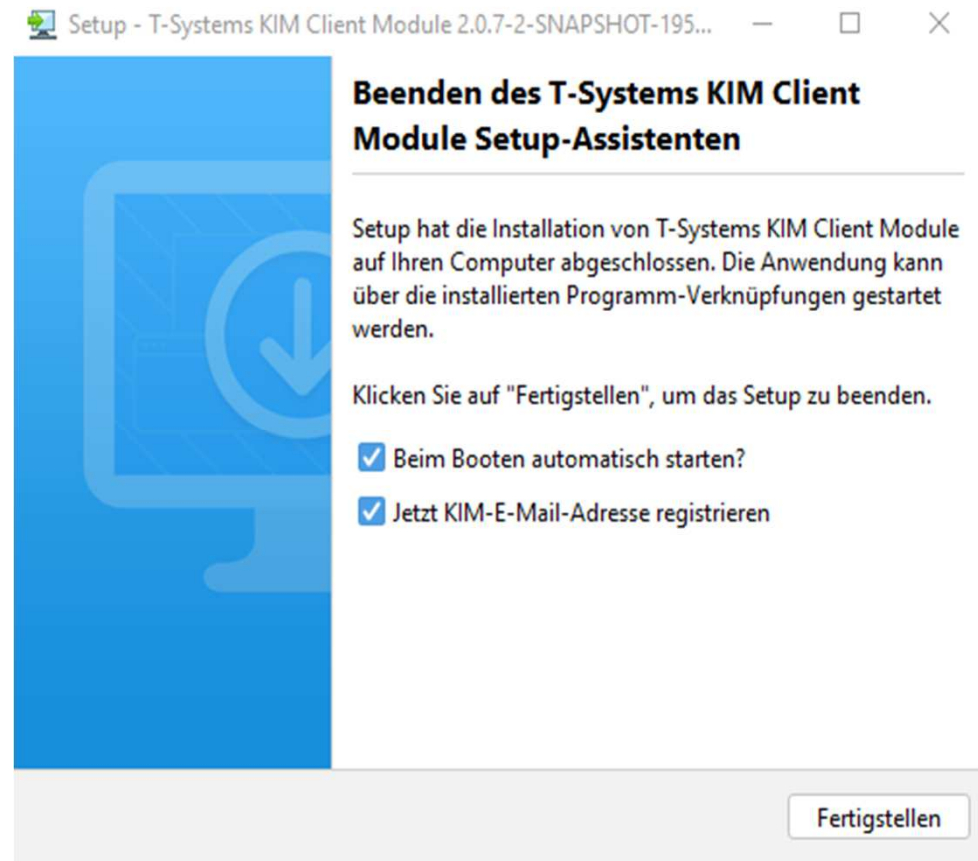 Setup - T-Systems KIM Client Module 2.0.7-2-SNAPSHOT-195...
Beenden des T-Systems KIM Client
Module Setup-Assistenten
Setup hat die Installation von T-Systems KIM Client Module
auf Ihren Computer abgeschlossen. Die Anwendung kann
über die installierten Programm-Verknüpfungen gestartet
werden.
Klicken Sie auf "Fertigstellen", um das Setup zu beenden.
Beim Booten automatisch starten?
Jetzt KIM-E-Mail-Adresse registrieren
Fertigstellen